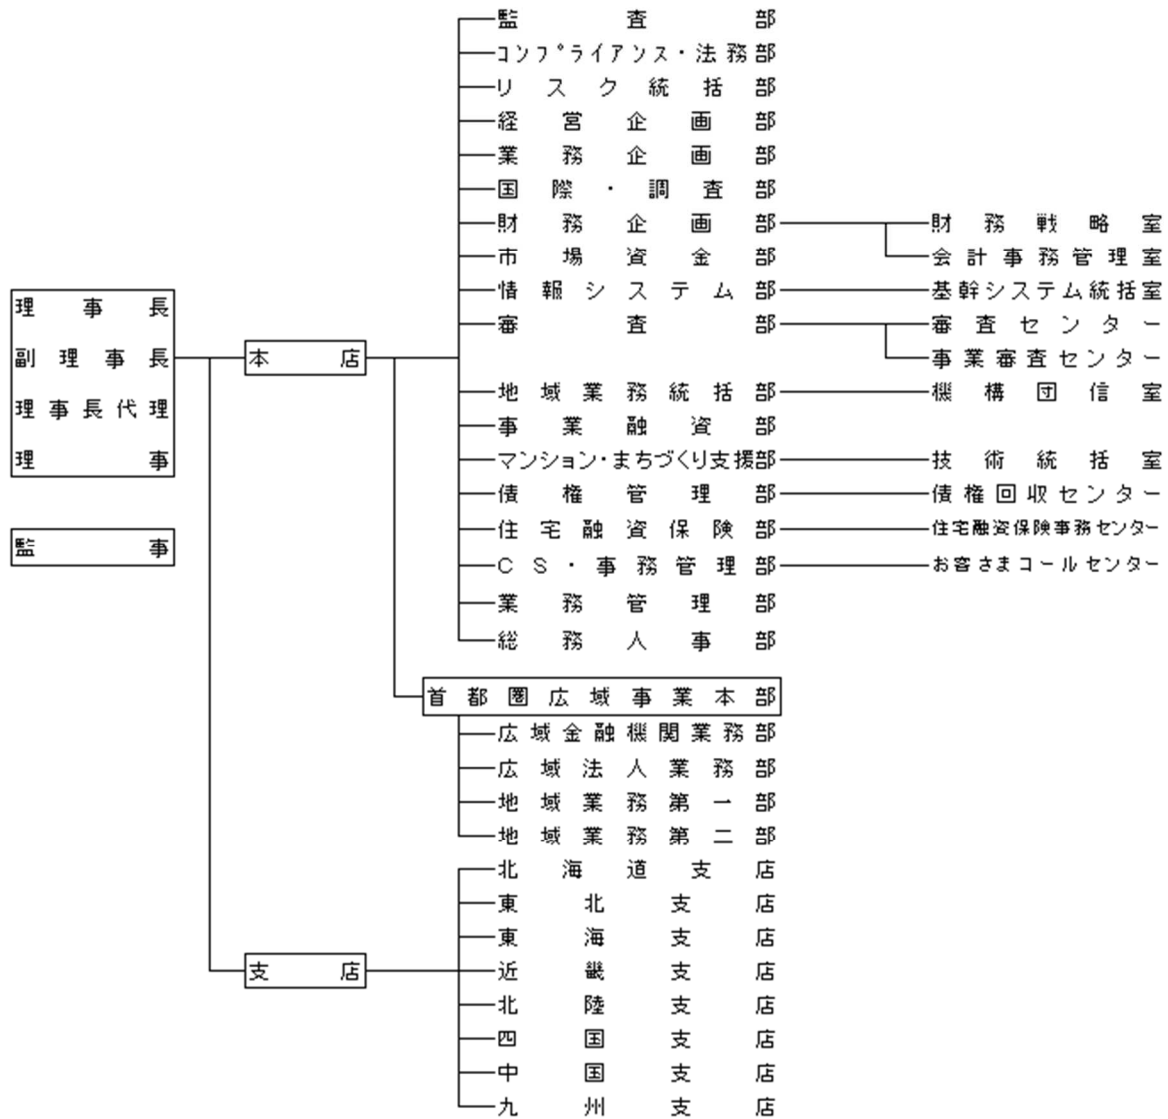 監査部
コンプライアンス・法務部
リスク統括部
経営企画部
業務企画部
国際・調査部
財務企画部 財務戦略室
市場資金部 会計事務管理室
情報システム部 基幹システム統括室
理事長
審査部 審査センター
副理事長 本店 事業審査センター
地域業務統括部 機構団信室
理事長代理
事業融資部
理事 マンション・まちづくり支援部 技術統括室
債権管理部 債権回収センター
住宅融資保険部 住宅融資保険事務センター
監事
CS・事務管理部 お客さまコールセンター
業務管理部
総務人事部
首都圏広域事業本部
広域金融機関業務部
広域法人業務部
地域業務第一部
地域業務第二部
北海道支店
東北支店
東海支店
支店 近畿支店
北陸支店
四国支店
中国支店
九州支店